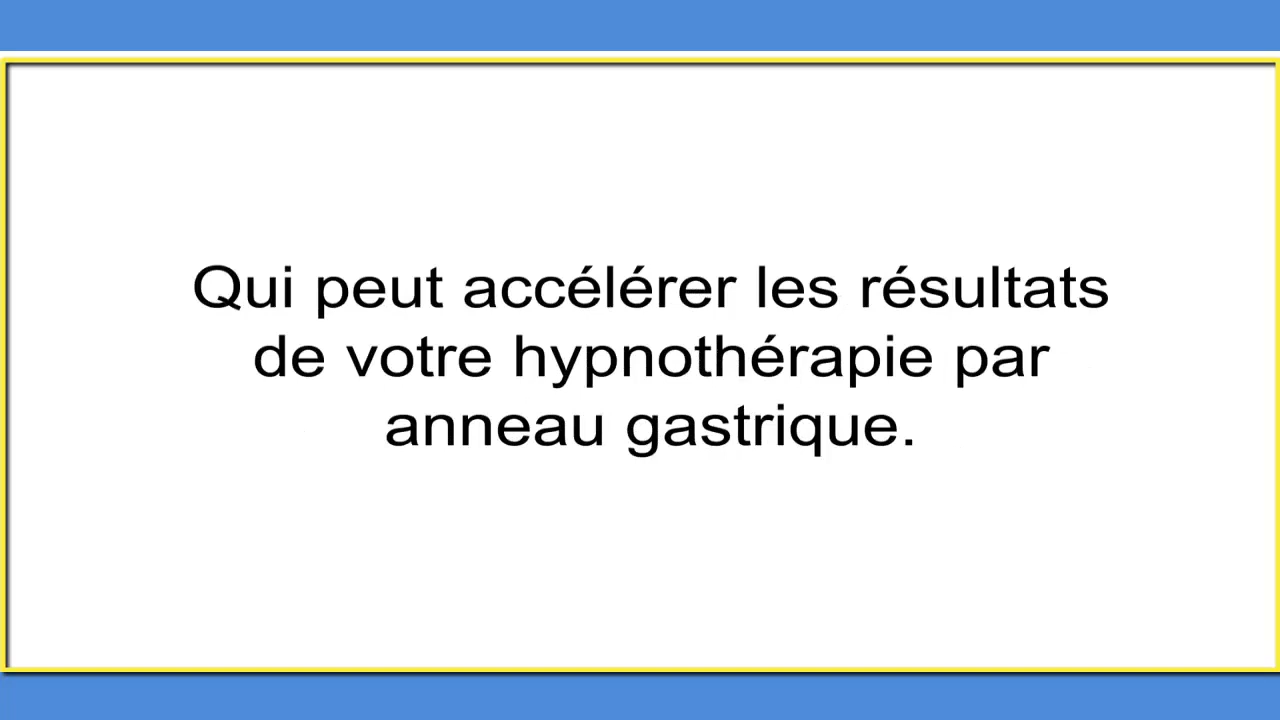 Qui peut accélérer les résultats
de votre hypnothérapie par
anneau gastrique.